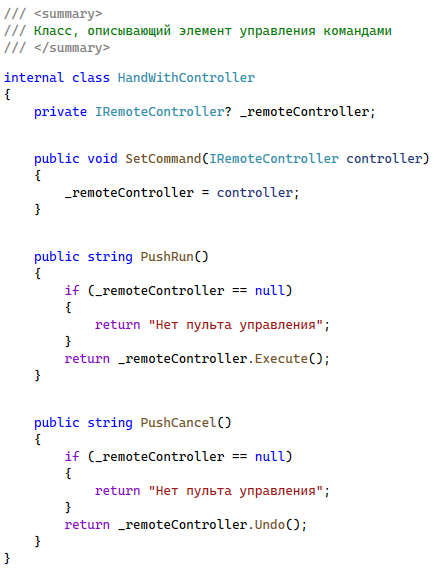 /// <summary>
/// Класс, описывающий элемент управления командами
/// </summary>
internal class HandWithController
{
    private IRemoteController? _remoteController;
    public void SetCommand(IRemoteController controller)
    {
        _remoteController = controller;
    }
    public string PushRun()
    {
        if (_remoteController == null)
        {
            return "Нет пульта управления";
        }
        return _remoteController.Execute();
    }
    public string PushCancel()
    {
        if (_remoteController == null)
        {
            return "Нет пульта управления";
        }
        return _remoteController.Undo();
    }
}